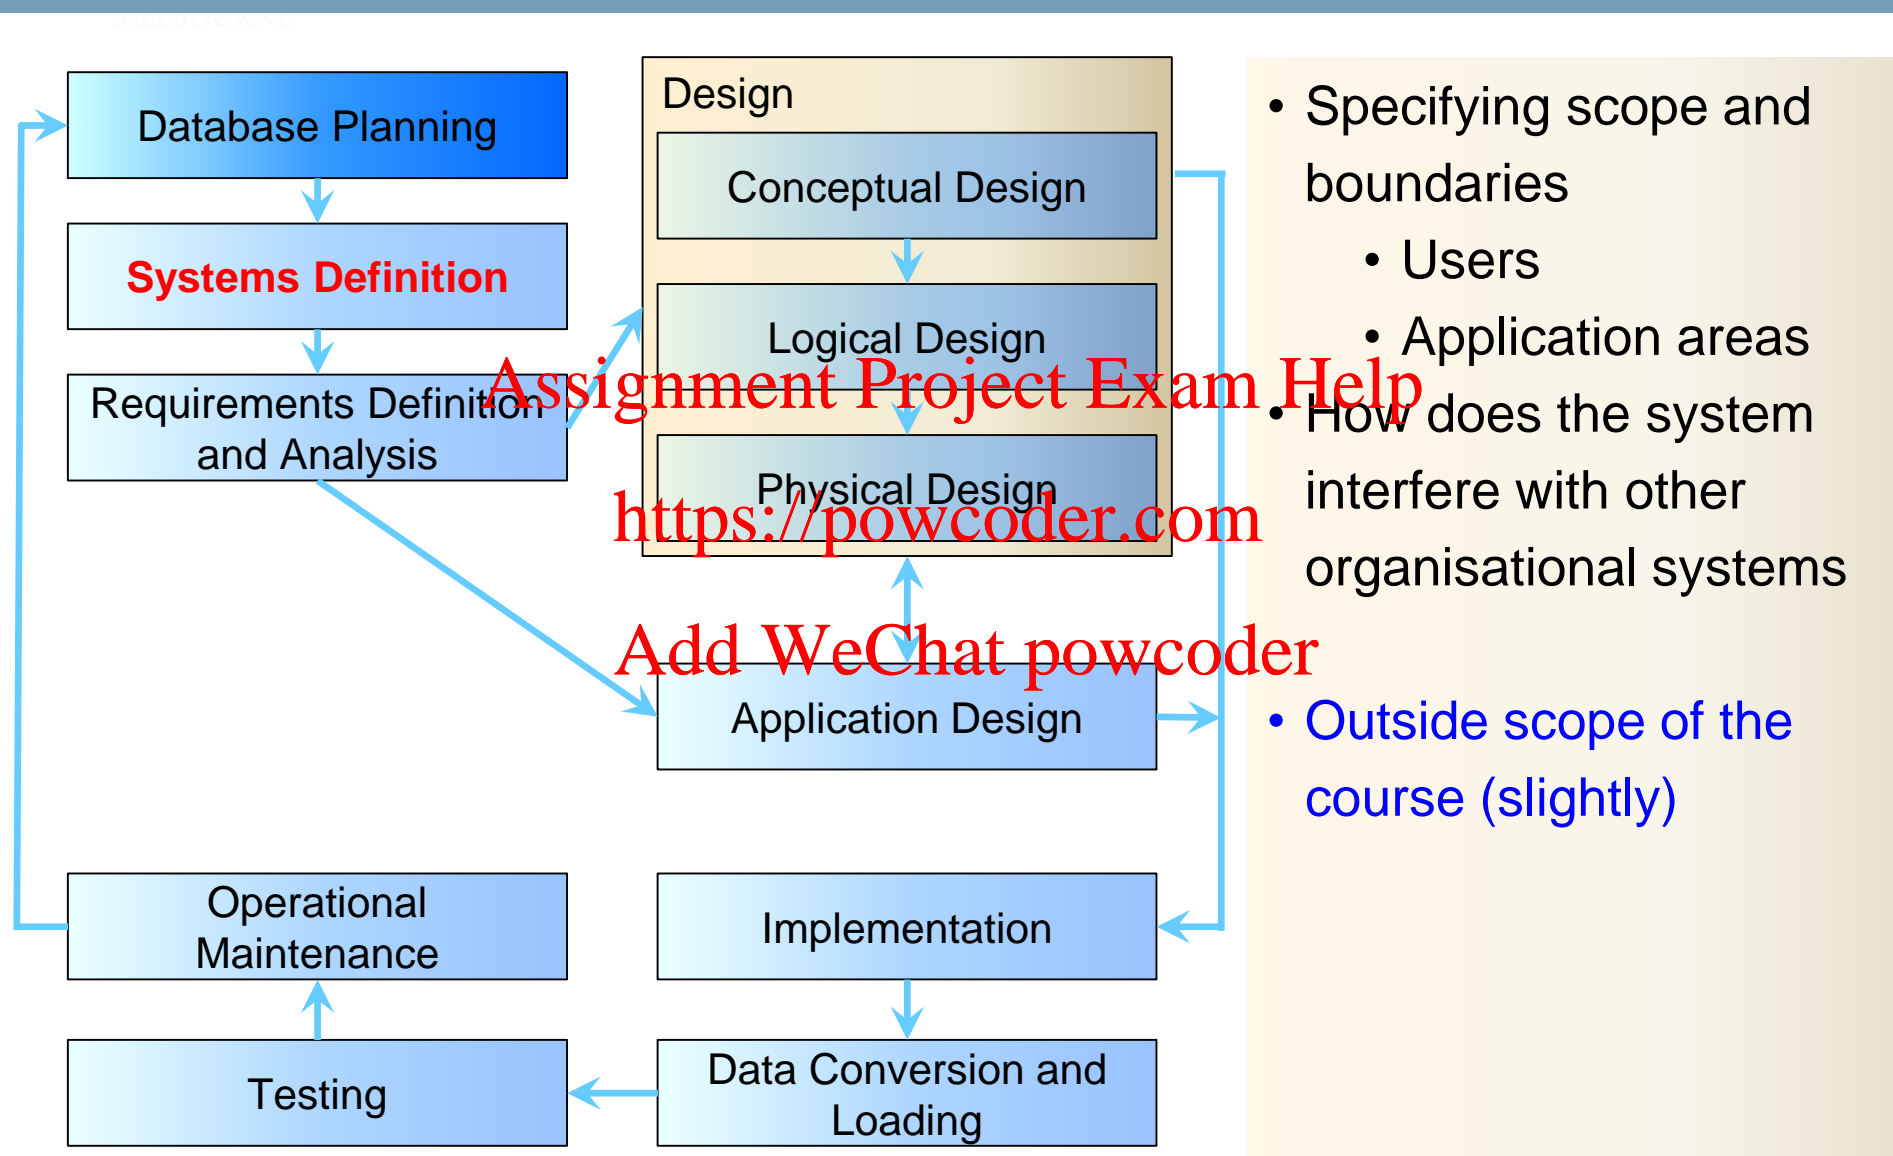 Database Planning
Systems Definition
Requirements Definition
and Analysis
Design
Conceptual Design
Logical Design
Physical Design
Application Design
Operational
Maintenance
Implementation
Testing
Data Conversion and
Loading
• Specifying scope and
boundaries
• Users
• Application areas
• How does the system
interfere with other
organisational systems
• Outside scope of the
course (slightly)
Assignment Project Exam Help
https://powcoder.com
Add WeChat powcoder